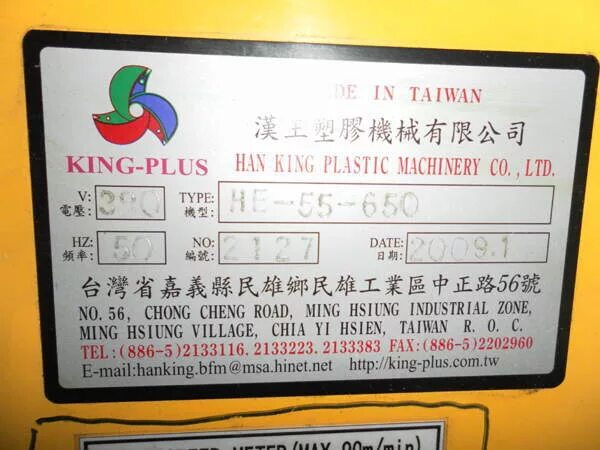 DE IN TAIWAN
漢王塑膠機械有限公司
KING-PLUS HAN KING PLASTIC MACHINERY CO., LTD.
V: 電壓: 380 TYPE: 機型: HE-55-650
HZ: 頻率: 50 NO: 編號: 2127 DATE: 日期: 2009.1
台灣省嘉義縣民雄鄉民雄工業區中正路56號
NO. 56, CHONG CHENG ROAD, MING HSIUNG INDUSTRIAL ZONE,
MING HSIUNG VILLAGE, CHIA YI HSIEN, TAIWAN R. O. C.
TEL: (886-5)2133116. 2133223. 2133383 FAX: (886-5)2202960
E-mail:hanking.bfm@msa.hinet.net http://king-plus.com.tw
METER(MAX 90m/min)